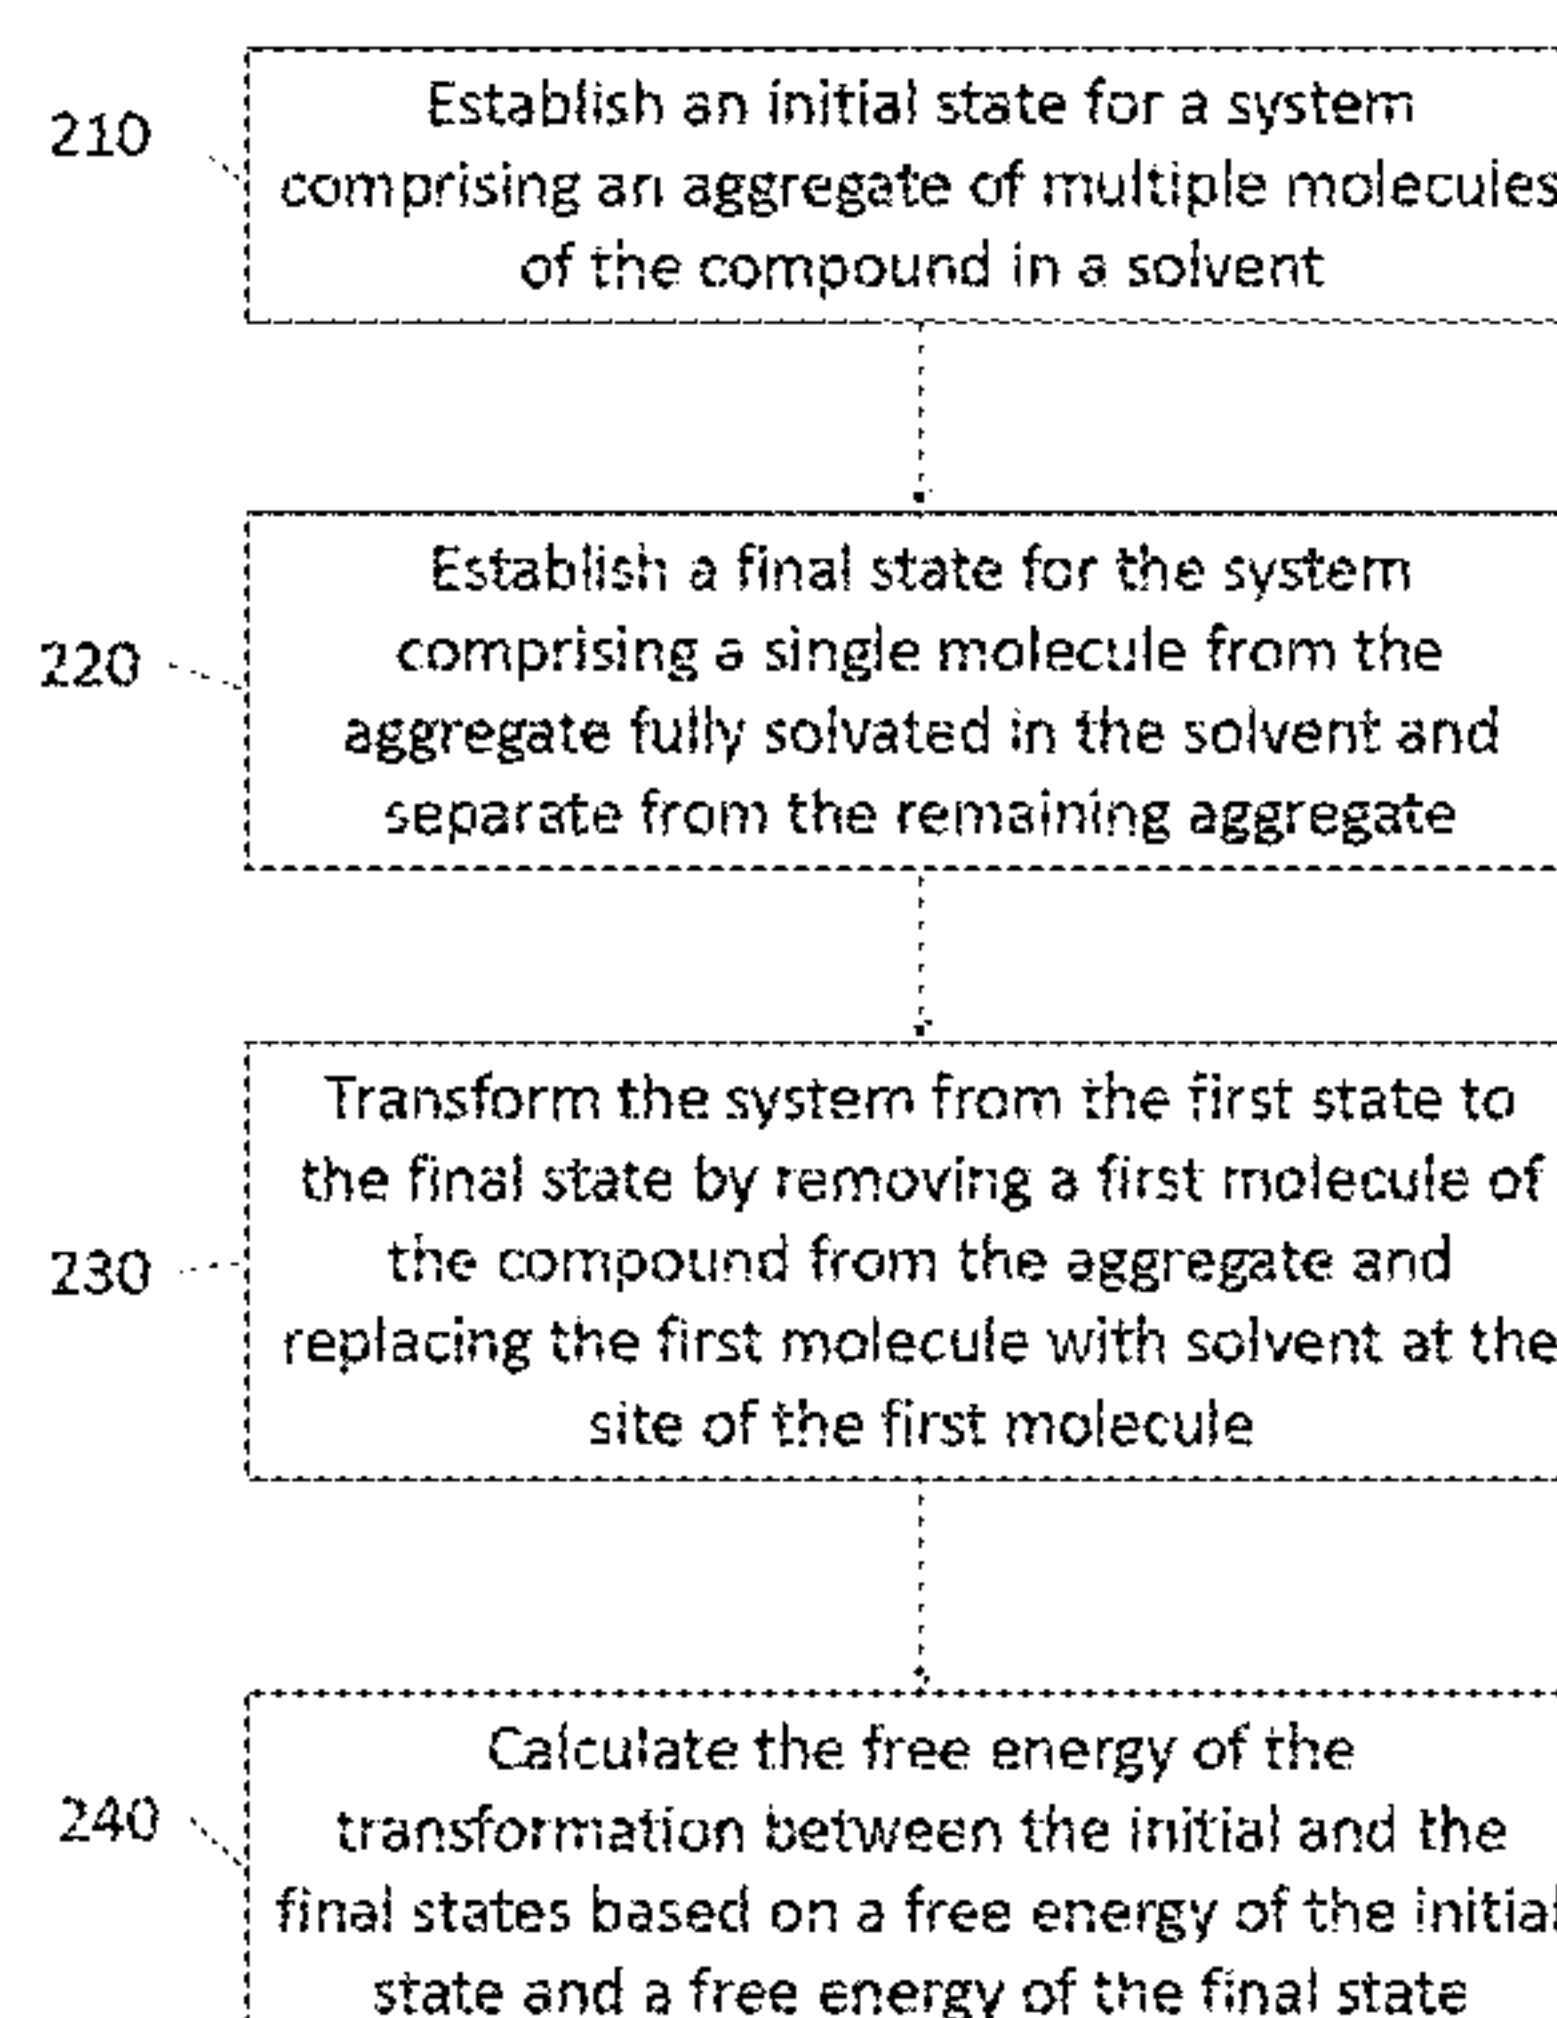 210
Establish an initial state for a system
comprising an aggregate of multiple molecules
of the compound in a solvent
220
Establish a final state for the system
comprising a single molecule from the
aggregate fully solvated in the solvent and
separate from the remaining aggregate
230
Transform the system from the first state to
the final state by removing a first molecule of
the compound from the aggregate and
replacing the first molecule with solvent at the
site of the first molecule
240
Calculate the free energy of the
transformation between the initial and the
final states based on a free energy of the initial
state and a free energy of the final state